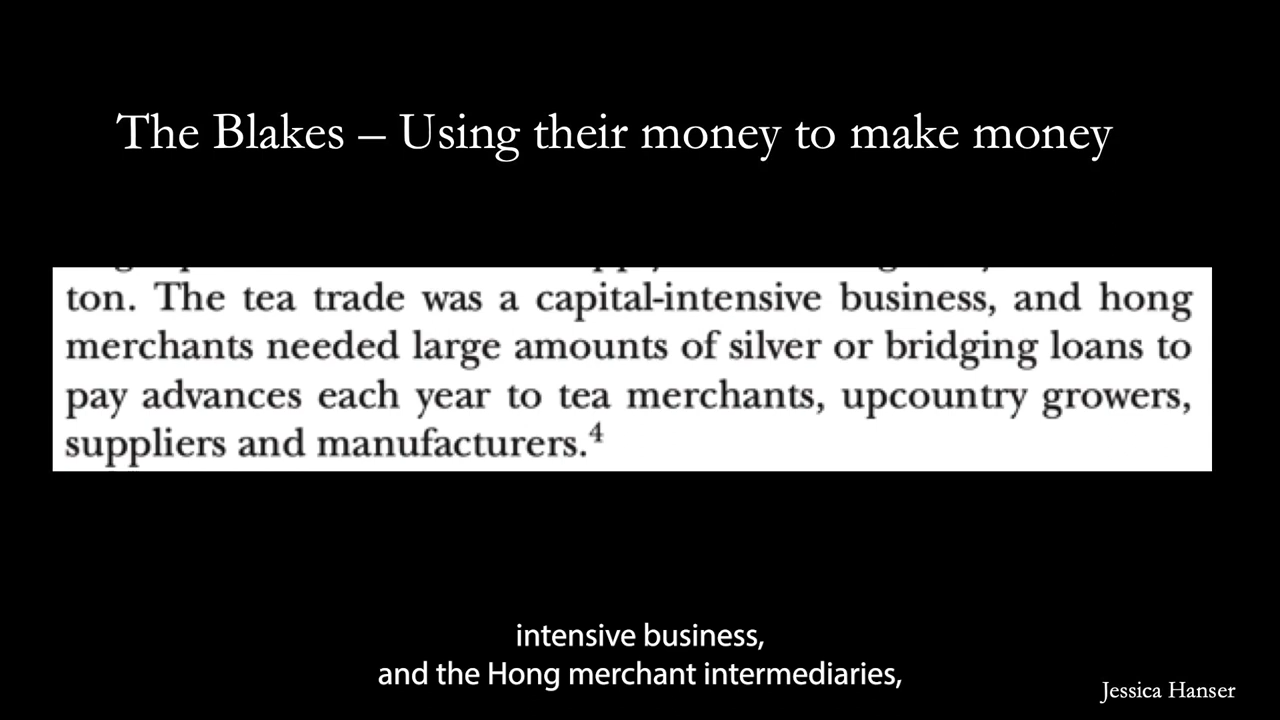 The Blakes – Using their money to make money
ton. The tea trade was a capital-intensive business, and hong
merchants needed large amounts of silver or bridging loans to
pay advances each year to tea merchants, upcountry growers,
suppliers and manufacturers.4
intensive business,
and the Hong merchant intermediaries,
Jessica Hanser